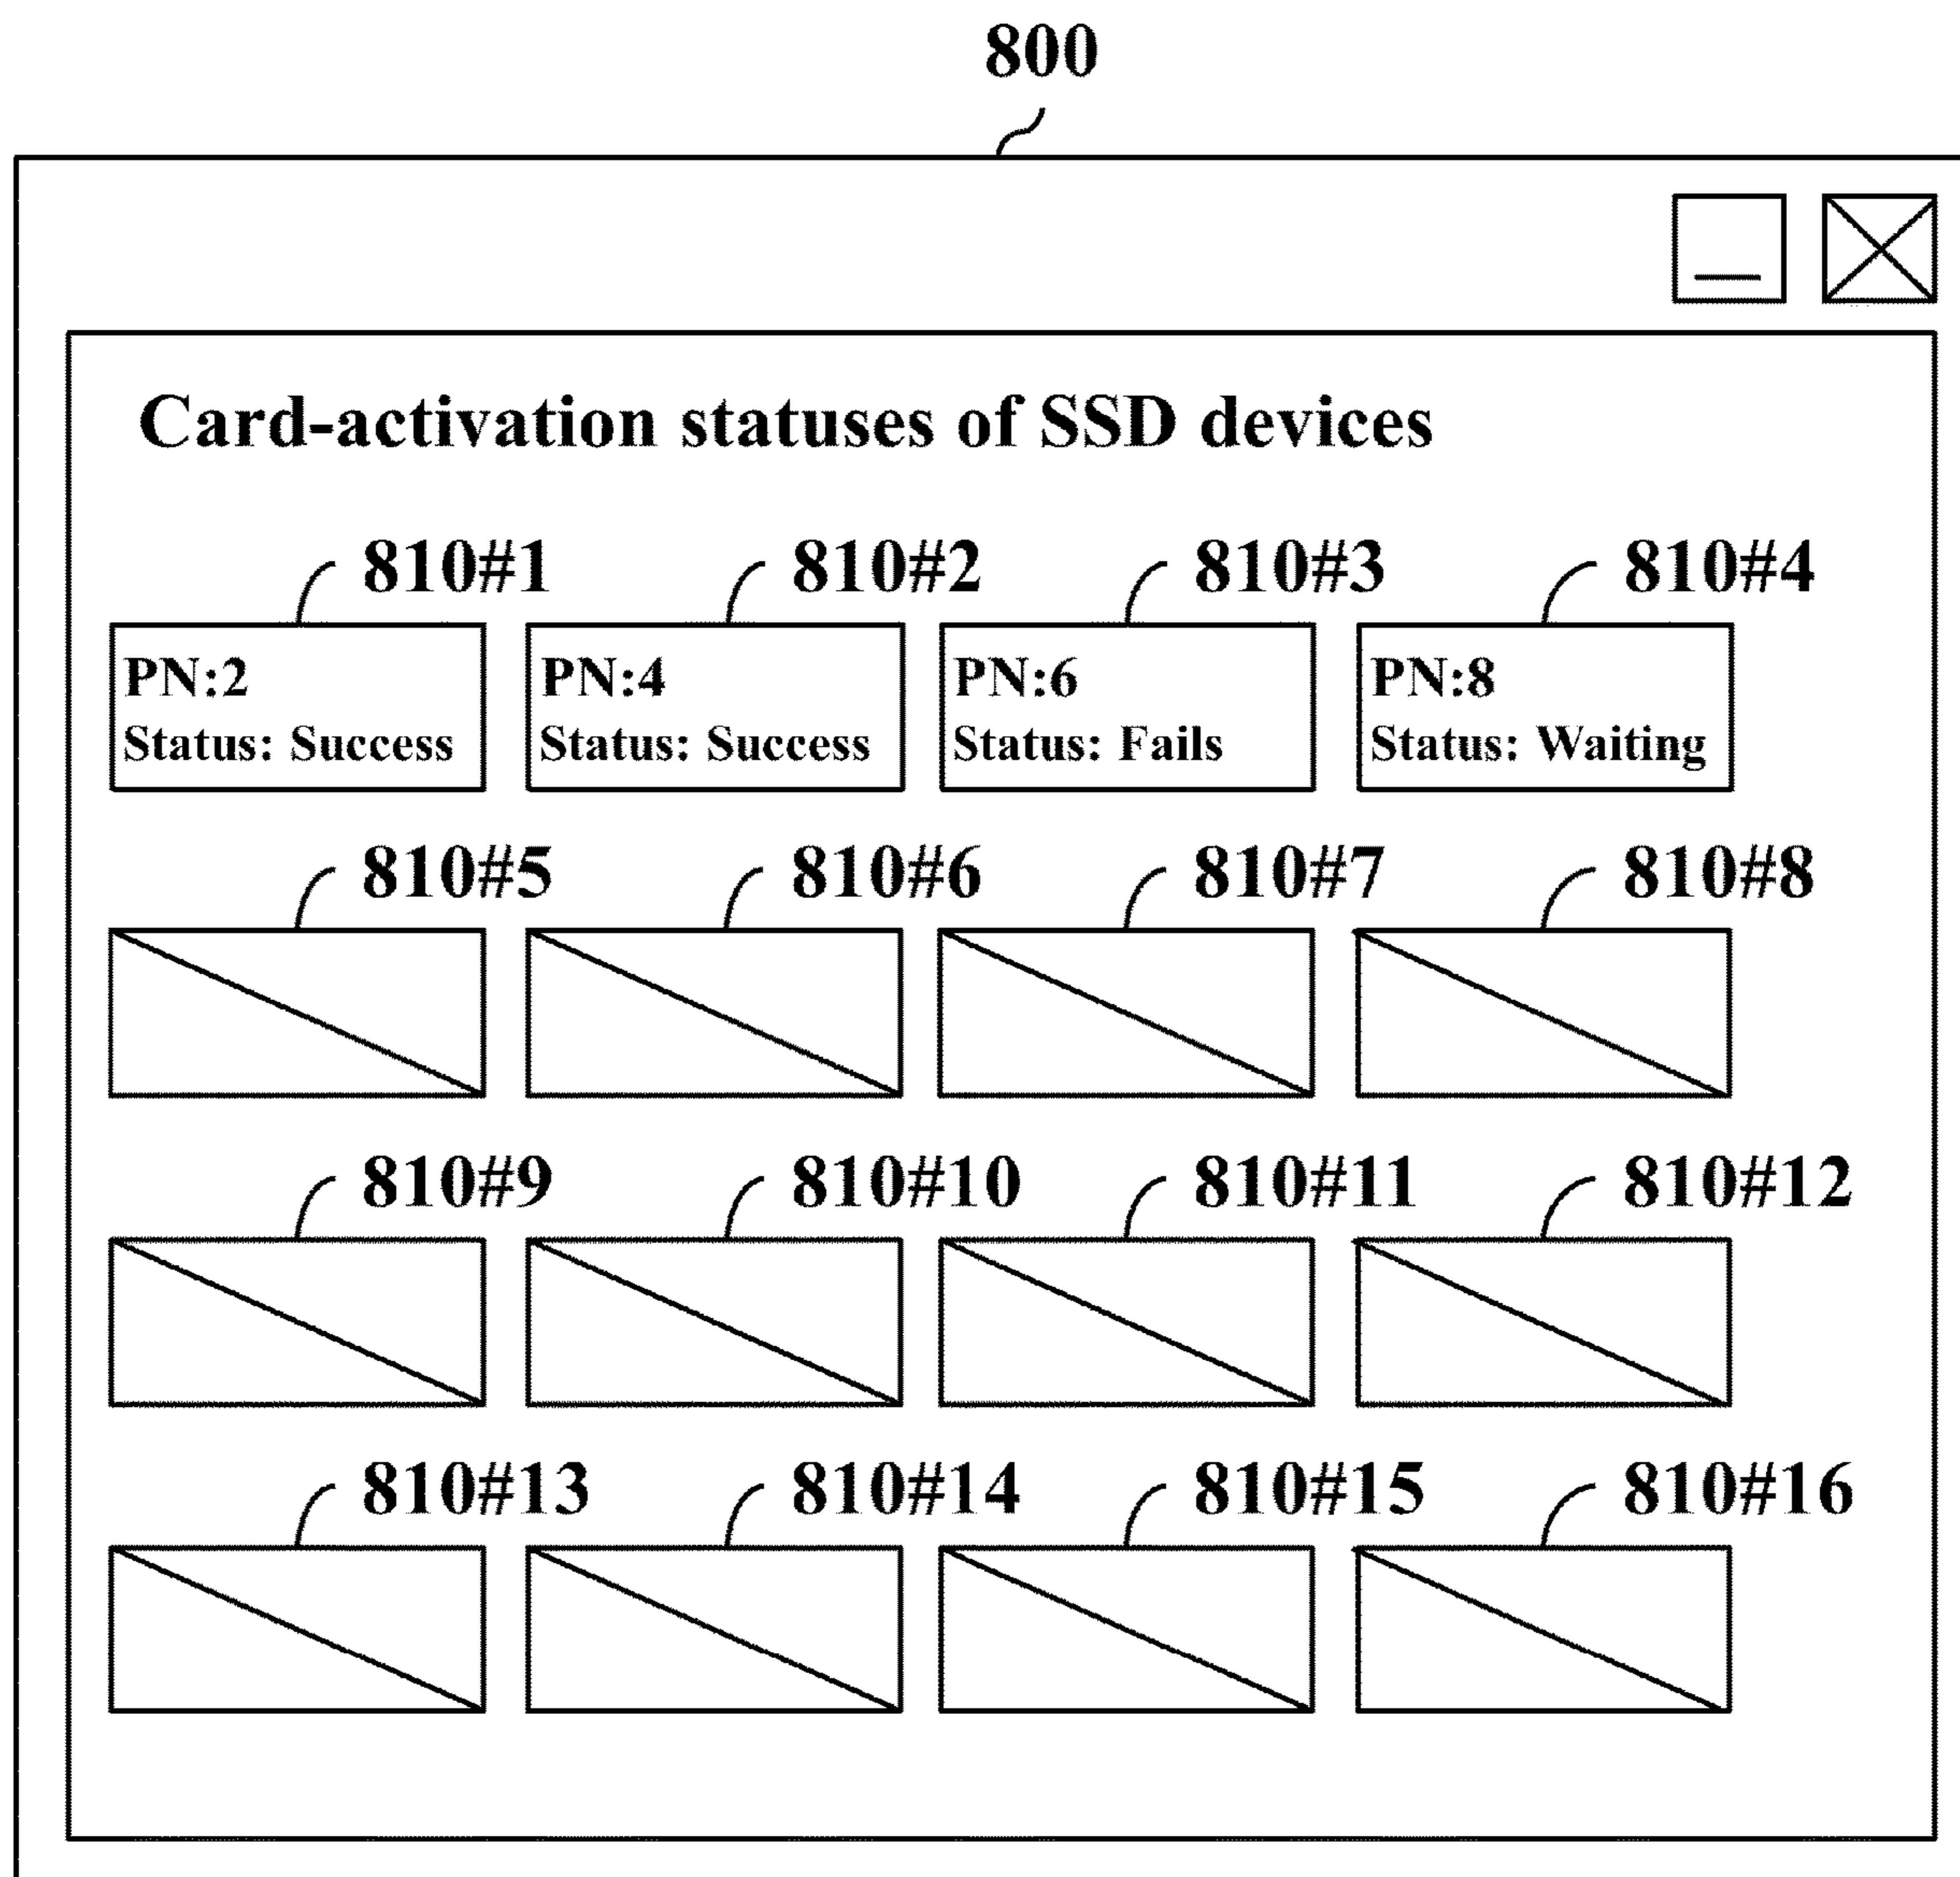 800
Card-activation statuses of SSD devices
810#1 810#2 810#3 810#4
PN:2 PN:4 PN:6 PN:8
Status: Success Status: Success Status: Fails Status: Waiting
810#5 810#6 810#7 810#8
810#9 810#10 810#11 810#12
810#13 810#14 810#15 810#16